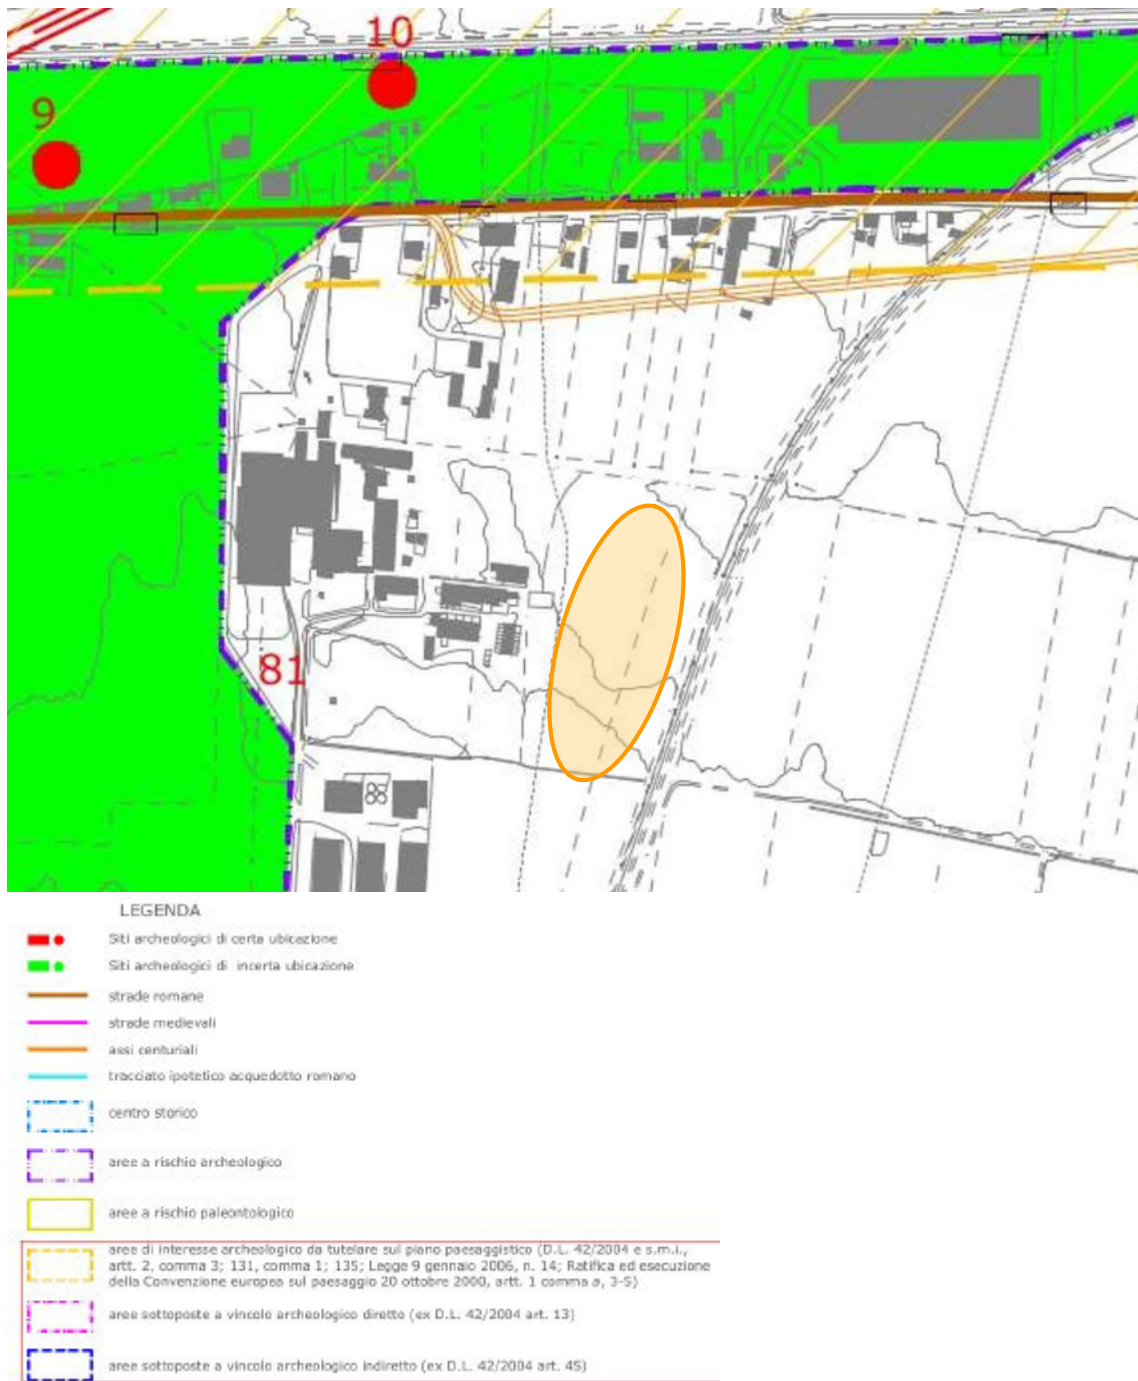 10
9
81
LEGENDA
Siti archeologici di certa ubicazione
Siti archeologici di incerta ubicazione
strade romane
strade medievali
assi centuriali
tracciato ipotetico acquedotto romano
centro storico
aree a rischio archeologico
aree a rischio paleontologico
aree di interesse archeologico da tutelare sul piano paesaggistico (D.L. 42/2004 e s.m.i.,
artt. 2, comma 3; 131, comma 1; 135; Legge 9 gennaio 2006, n. 14; Ratifica ed esecuzione
della Convenzione europea sul paesaggio 20 ottobre 2000, artt. 1 comma a, 3-5)
aree sottoposte a vincolo archeologico diretto (ex D.L. 42/2004 art. 13)
aree sottoposte a vincolo archeologico indiretto (ex D.L. 42/2004 art. 45)